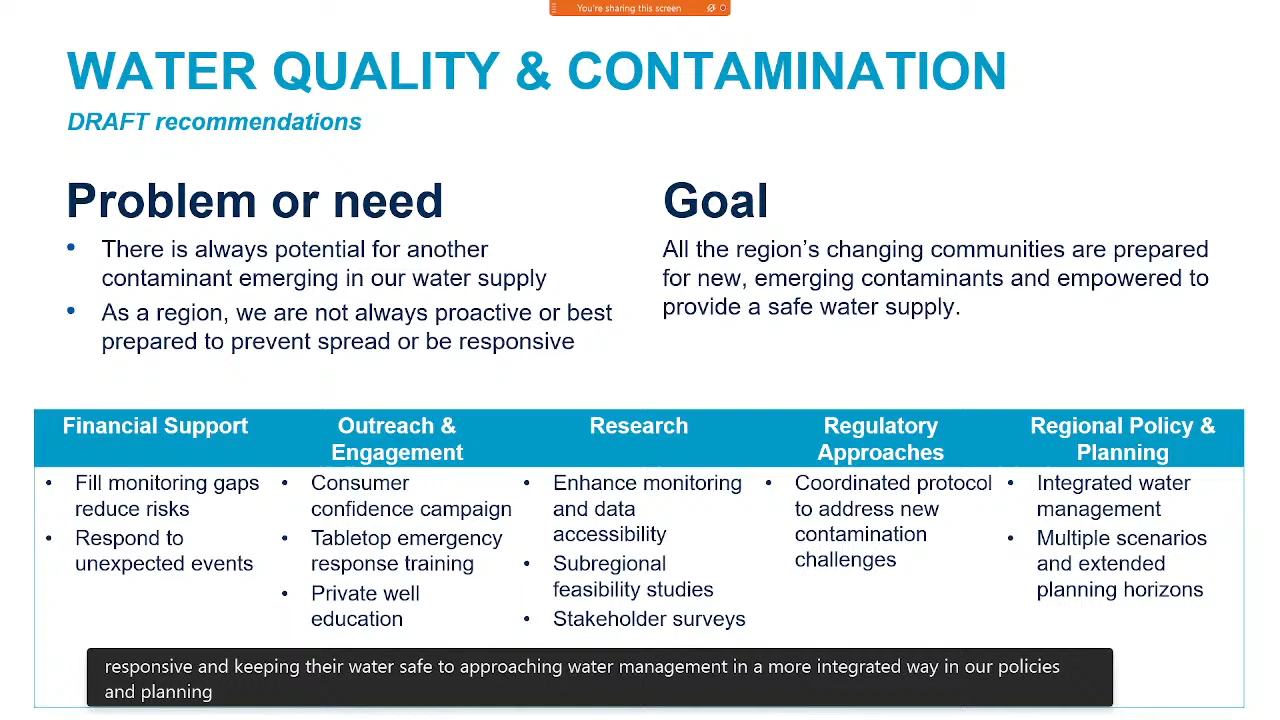 You're sharing this screen
WATER QUALITY & CONTAMINATION
DRAFT recommendations
Problem or need
• There is always potential for another
contaminant emerging in our water supply
• As a region, we are not always proactive or best
prepared to prevent spread or be responsive
Goal
All the region's changing communities are prepared
for new, emerging contaminants and empowered to
provide a safe water supply.
Financial Support
• Fill monitoring gaps
reduce risks
• Respond to
unexpected events
Outreach &
Engagement
• Consumer
confidence campaign
• Tabletop emergency
response training
• Private well
education
Research
• Enhance monitoring
and data
accessibility
• Subregional
feasibility studies
• Stakeholder surveys
Regulatory
Approaches
• Coordinated protocol
to address new
contamination
challenges
Regional Policy &
Planning
• Integrated water
management
• Multiple scenarios
and extended
planning horizons
responsive and keeping their water safe to approaching water management in a more integrated way in our policies
and planning